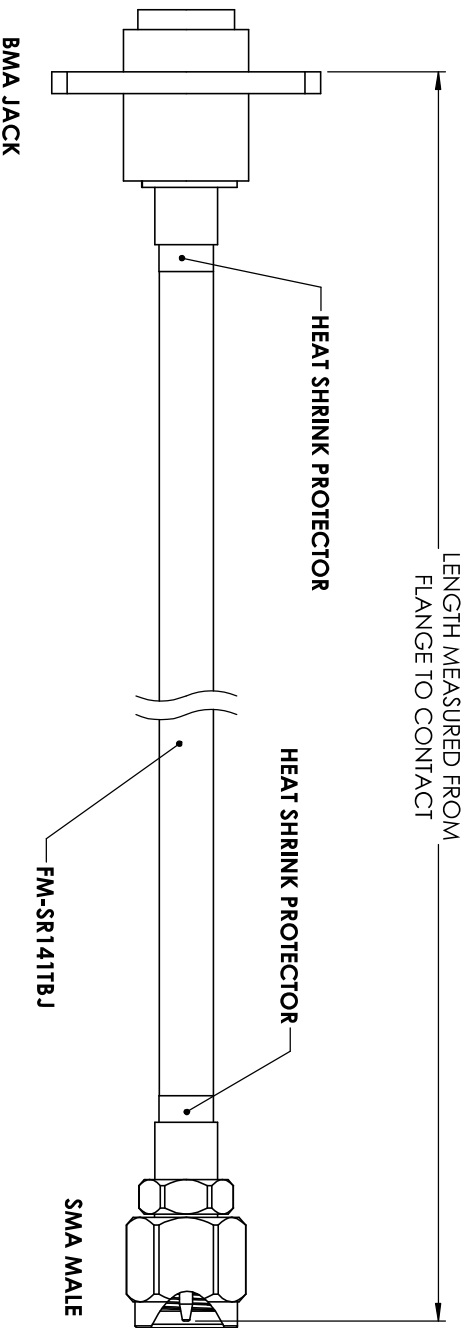 LENGTH MEASURED FROM
FLANGE TO CONTACT
HEAT SHRINK PROTECTOR
HEAT SHRINK PROTECTOR
FM-SR141TBJ
BMA JACK
SMA MALE